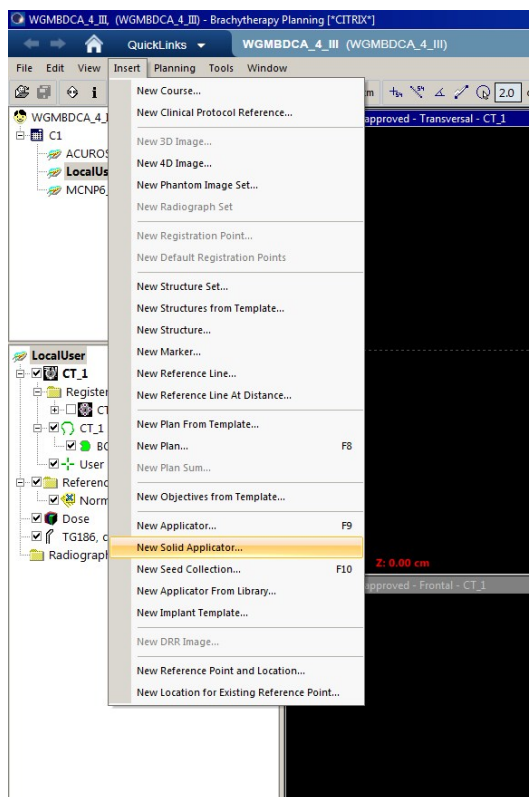 WGMBDCA_4_III, (WGMBDCA_4_III) - Brachytherapy Planning [*CITRIX*]
QuickLinks WGMBDCA_4_III (WGMBDCA_4_III)
File Edit View Insert Planning Tools Window
2.0
New Course...
New Clinical Protocol Reference...
New 3D Image...
New 4D Image...
New Phantom Image Set...
New Radiograph Set
New Registration Point...
New Default Registration Points
New Structure Set...
New Structures from Template...
New Structure...
New Marker...
New Reference Line...
New Reference Line At Distance...
New Plan From Template...
New Plan... F8
New Plan Sum...
New Objectives from Template...
New Applicator... F9
New Solid Applicator...
New Seed Collection... F10
New Applicator From Library...
New Implant Template...
New DRR Image...
New Reference Point and Location...
New Location for Existing Reference Point...
WGMBDCA_4_I
C1
ACUROS
LocalUs
MCNP6_
LocalUser
CT_1
Register
CT
CT_1
BO
User
Referenc
Norm
Dose
TG186, c
Radiograph
approved - Transversal - CT_1
Z: 0.00 cm
approved - Frontal - CT_1